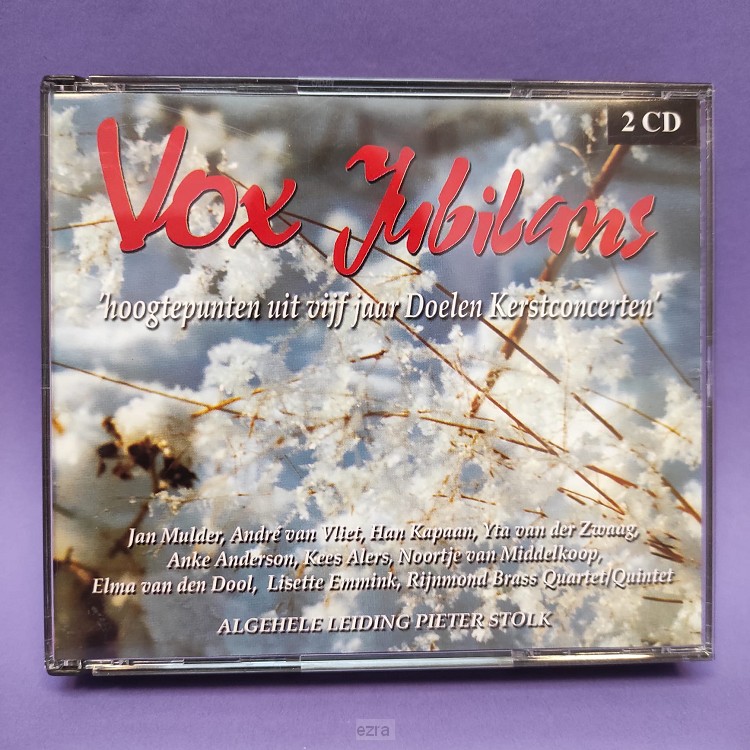 2 CD
Vox Jubilans
'hoogtepunten uit vijf jaar Doelen Kerstconcerten'
Jan Mulder, André van Vliet, Han Kapaan, Yta van der Zwaag,
Anke Anderson, Kees Alers, Noortje van Middelkoop,
Elma van den Dool, Lisette Emmink, Rijnmond Brass Quartet/Quintet
ALGEHELE LEIDING PIETER STOLK
ezra